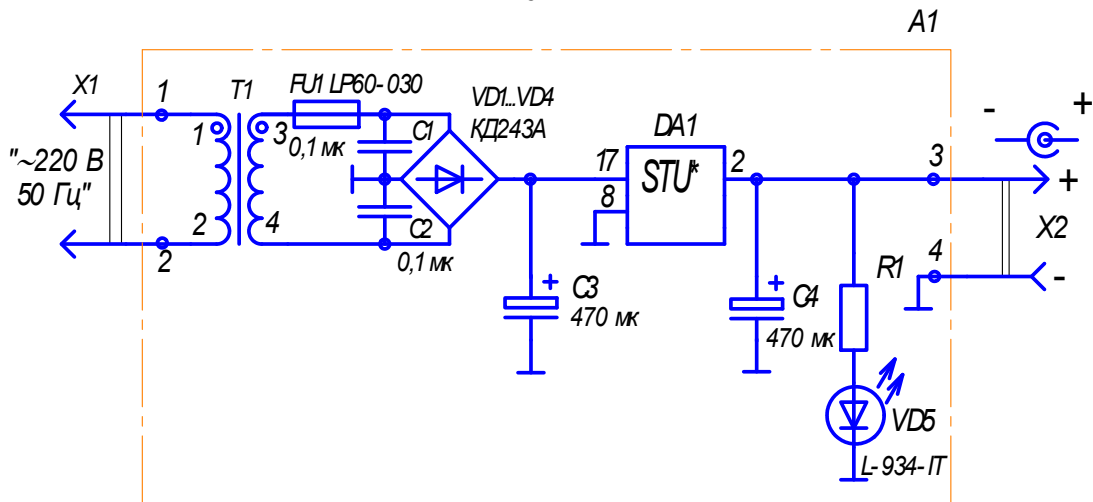 A1
X1
1
T1
FU1 LP60-030
VD1...VD4
КД243А
C1
0,1 мк
1
3
DA1
- +
"~220 В
50 Гц"
17
STU*
2
3
+
8
2
4
C2
0,1 мк
2
X2
4
-
R1
+
C3
470 мк
+
C4
470 мк
VD5
L-934-IT